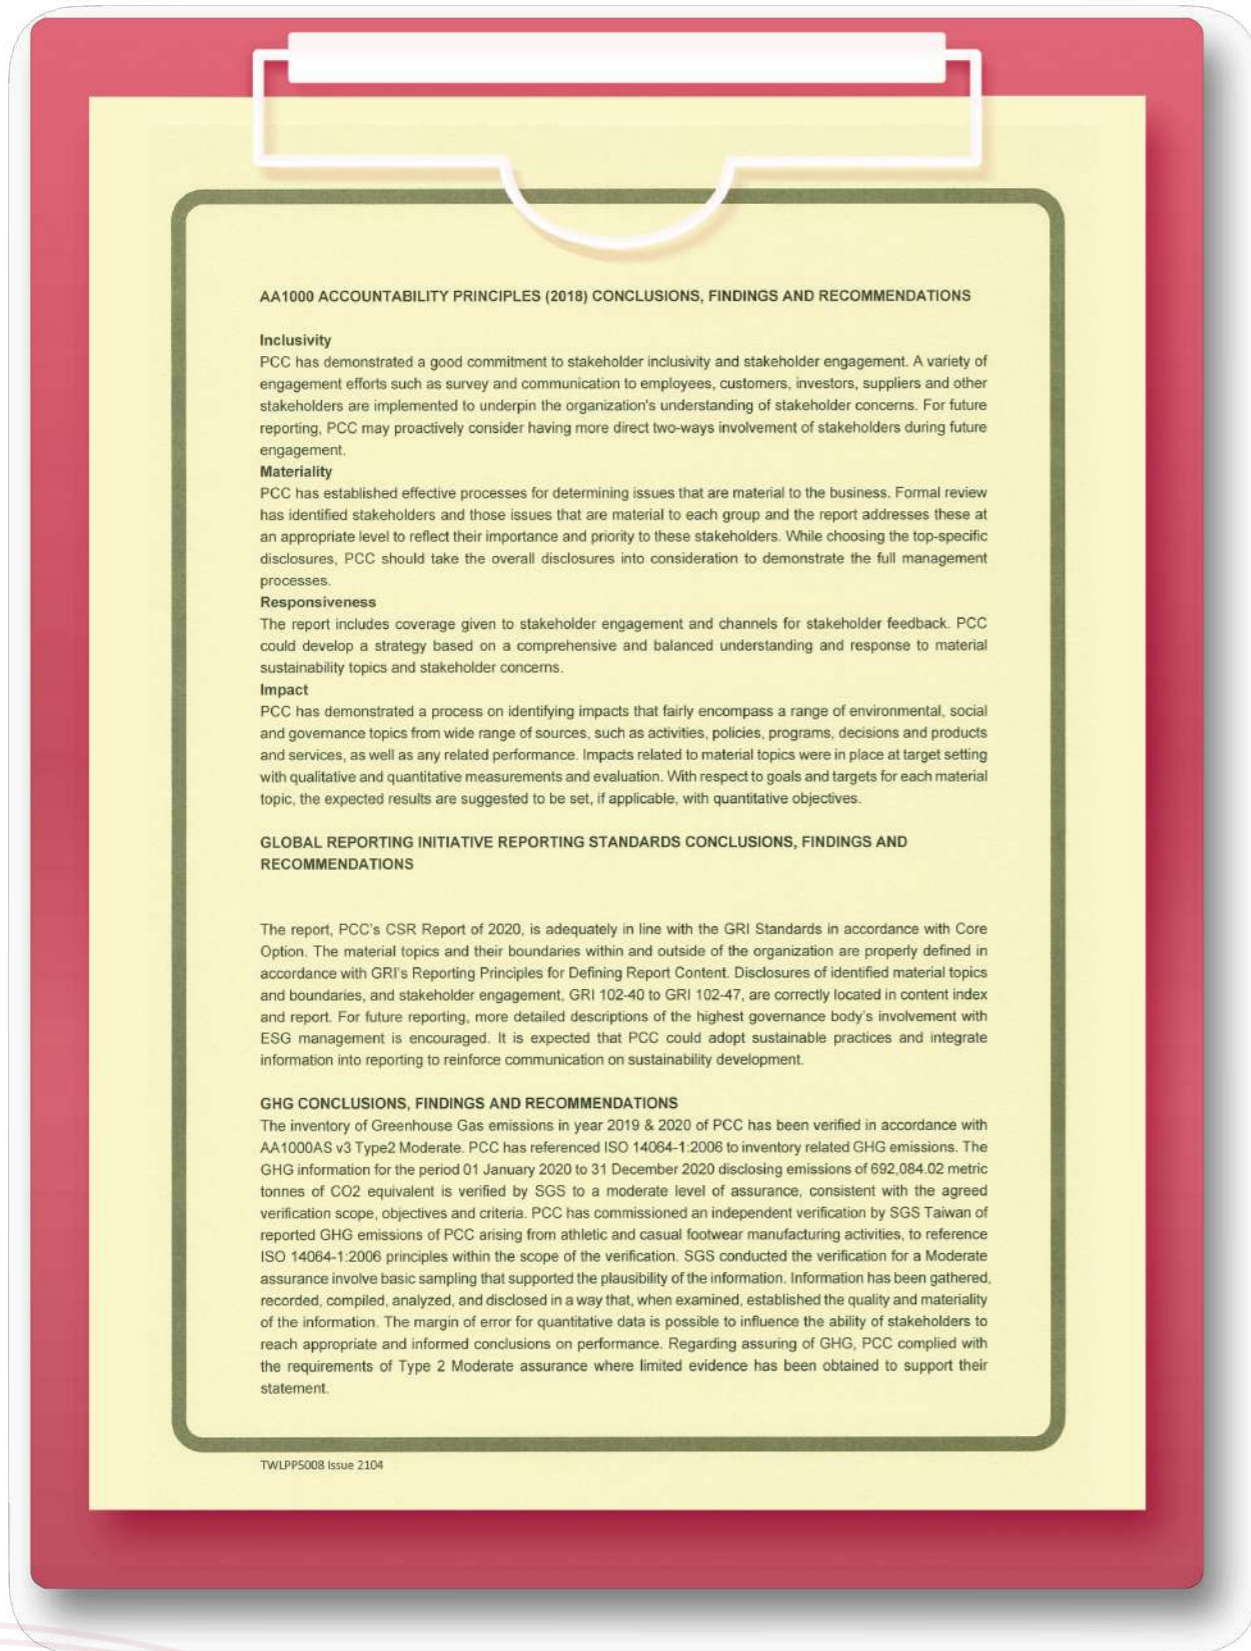 AA1000 ACCOUNTABILITY PRINCIPLES (2018) CONCLUSIONS, FINDINGS AND RECOMMENDATIONS
Inclusivity
PCC has demonstrated a good commitment to stakeholder inclusivity and stakeholder engagement. A variety of
engagement efforts such as survey and communication to employees, customers, investors, suppliers and other
stakeholders are implemented to underpin the organization's understanding of stakeholder concerns. For future
reporting, PCC may proactively consider having more direct two-ways involvement of stakeholders during future
engagement.
Materiality
PCC has established effective processes for determining issues that are material to the business. Formal review
has identified stakeholders and those issues that are material to each group and the report addresses these at
an appropriate level to reflect their importance and priority to these stakeholders. While choosing the top-specific
disclosures, PCC should take the overall disclosures into consideration to demonstrate the full management
processes.
Responsiveness
The report includes coverage given to stakeholder engagement and channels for stakeholder feedback. PCC
could develop a strategy based on a comprehensive and balanced understanding and response to material
sustainability topics and stakeholder concerns.
Impact
PCC has demonstrated a process on identifying impacts that fairly encompass a range of environmental, social
and governance topics from wide range of sources, such as activities, policies, programs, decisions and products
and services, as well as any related performance. Impacts related to material topics were in place at target setting
with qualitative and quantitative measurements and evaluation. With respect to goals and targets for each material
topic, the expected results are suggested to be set, if applicable, with quantitative objectives.
GLOBAL REPORTING INITIATIVE REPORTING STANDARDS CONCLUSIONS, FINDINGS AND
RECOMMENDATIONS
The report, PCC's CSR Report of 2020, is adequately in line with the GRI Standards in accordance with Core
Option. The material topics and their boundaries within and outside of the organization are properly defined in
accordance with GRI's Reporting Principles for Defining Report Content. Disclosures of identified material topics
and boundaries, and stakeholder engagement, GRI 102-40 to GRI 102-47, are correctly located in content index
and report. For future reporting, more detailed descriptions of the highest governance body's involvement with
ESG management is encouraged. It is expected that PCC could adopt sustainable practices and integrate
information into reporting to reinforce communication on sustainability development.
GHG CONCLUSIONS, FINDINGS AND RECOMMENDATIONS
The inventory of Greenhouse Gas emissions in year 2019 & 2020 of PCC has been verified in accordance with
AA1000AS v3 Type2 Moderate. PCC has referenced ISO 14064-1:2006 to inventory related GHG emissions. The
GHG information for the period 01 January 2020 to 31 December 2020 disclosing emissions of 692,084.02 metric
tonnes of CO2 equivalent is verified by SGS to a moderate level of assurance, consistent with the agreed
verification scope, objectives and criteria. PCC has commissioned an independent verification by SGS Taiwan of
reported GHG emissions of PCC arising from athletic and casual footwear manufacturing activities, to reference
ISO 14064-1:2006 principles within the scope of the verification. SGS conducted the verification for a Moderate
assurance involve basic sampling that supported the plausibility of the information. Information has been gathered,
recorded, compiled, analyzed, and disclosed in a way that, when examined, established the quality and materiality
of the information. The margin of error for quantitative data is possible to influence the ability of stakeholders to
reach appropriate and informed conclusions on performance. Regarding assuring of GHG, PCC complied with
the requirements of Type 2 Moderate assurance where limited evidence has been obtained to support their
statement.
TWLPP5008 Issue 2104